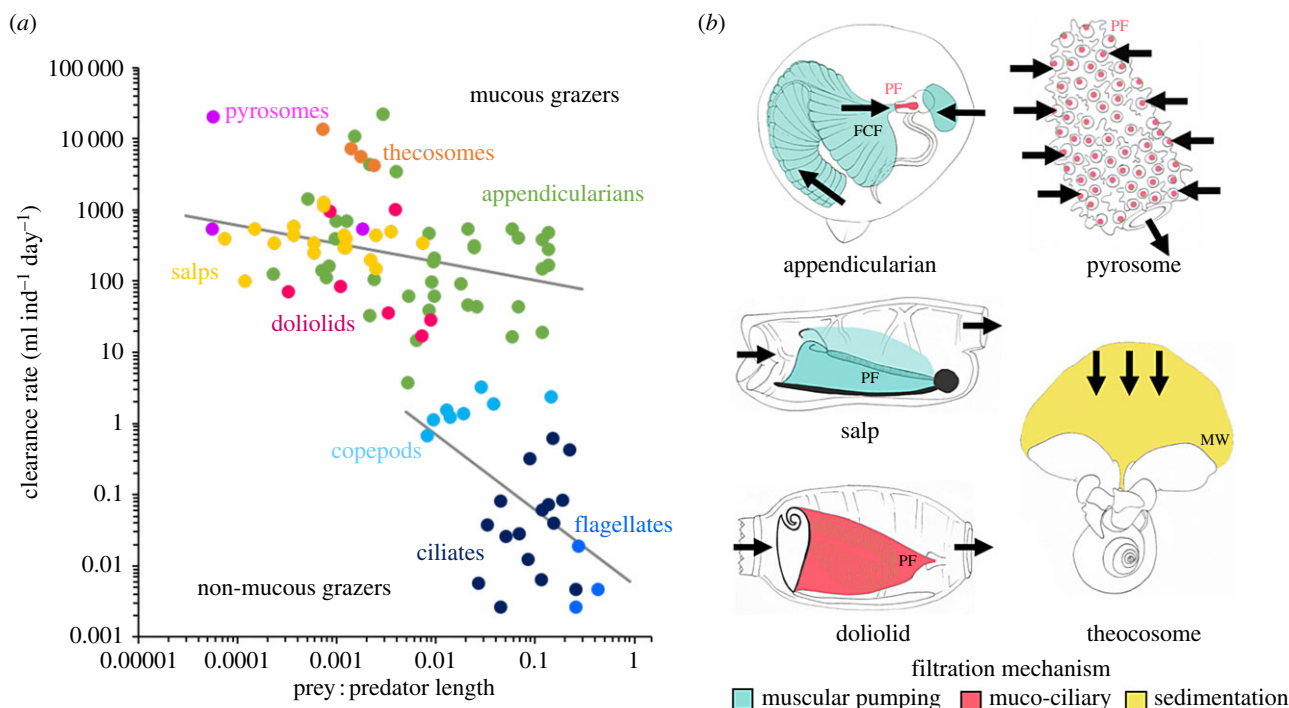 (a)
100 000
10 000
1000
100
10
1
0.1
0.01
0.001
0.00001
0.0001
0.001
0.01
0.1
1
clearance rate (ml ind⁻¹ day⁻¹)
prey : predator length
mucous grazers
pyrosomes
thecosomes
appendicularians
salps
doliolids
copepods
flagellates
ciliates
non-mucous grazers
(b)
PF
FCF
appendicularian
PF
pyrosome
PF
salp
MW
theocosome
PF
doliolid
filtration mechanism
muscular pumping
muco-ciliary
sedimentation